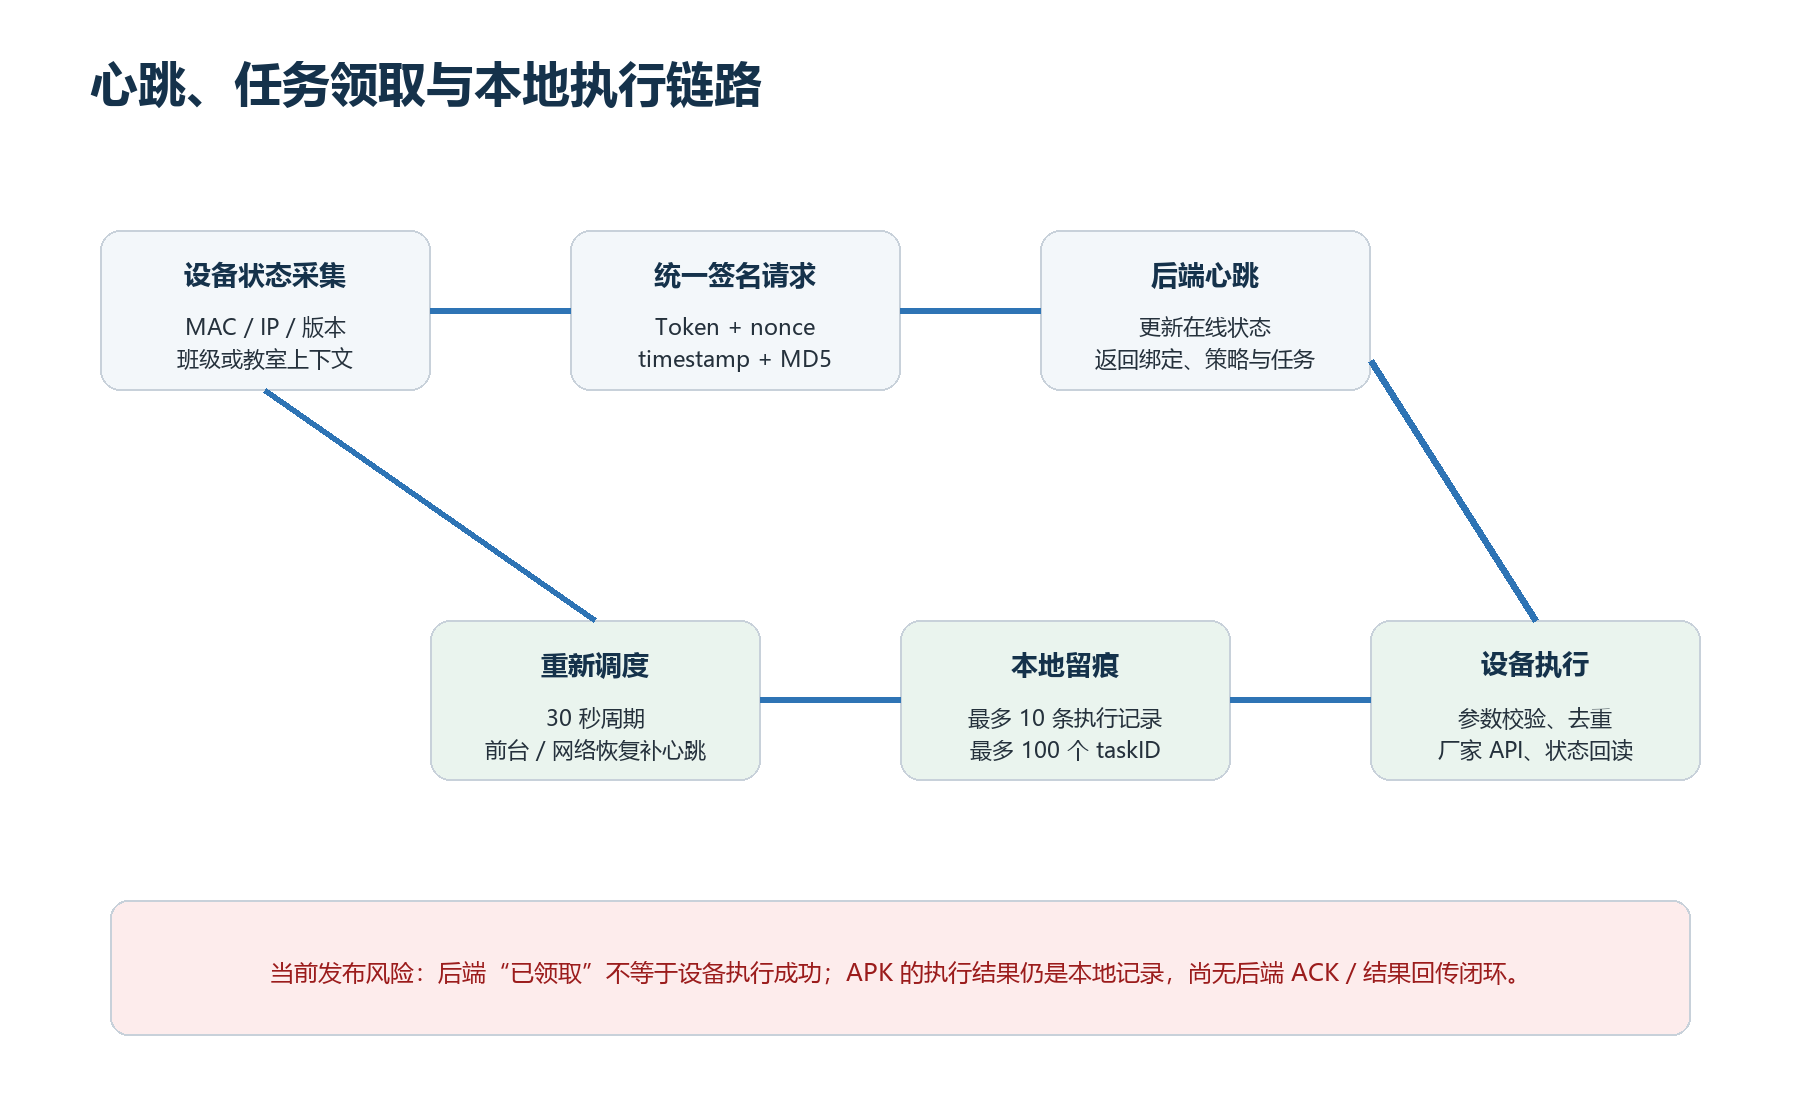 心跳、任务领取与本地执行链路
设备状态采集
MAC / IP / 版本
班级或教室上下文
统一签名请求
Token + nonce
timestamp + MD5
后端心跳
更新在线状态
返回绑定、策略与任务
重新调度
30 秒周期
前台 / 网络恢复补心跳
本地留痕
最多 10 条执行记录
最多 100 个 taskID
设备执行
参数校验、去重
厂家 API、状态回读
当前发布风险：后端“已领取”不等于设备执行成功；APK 的执行结果仍是本地记录，尚无后端 ACK / 结果回传闭环。